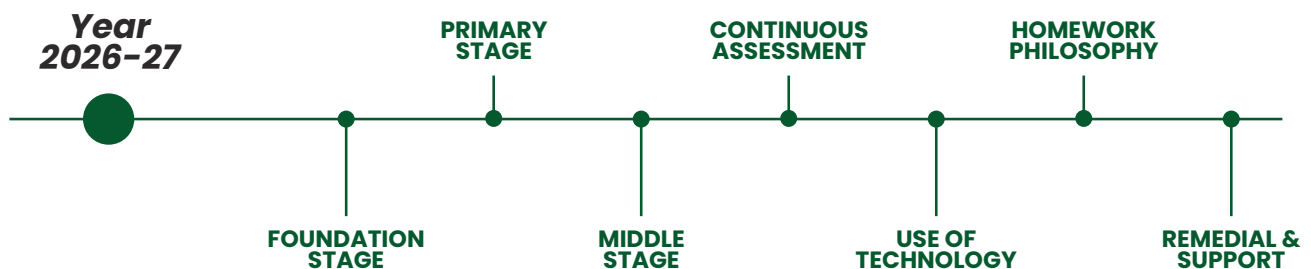 Year
2026-27
FOUNDATION
STAGE
PRIMARY
STAGE
MIDDLE
STAGE
CONTINUOUS
ASSESSMENT
USE OF
TECHNOLOGY
HOMEWORK
PHILOSOPHY
REMEDIAL &
SUPPORT